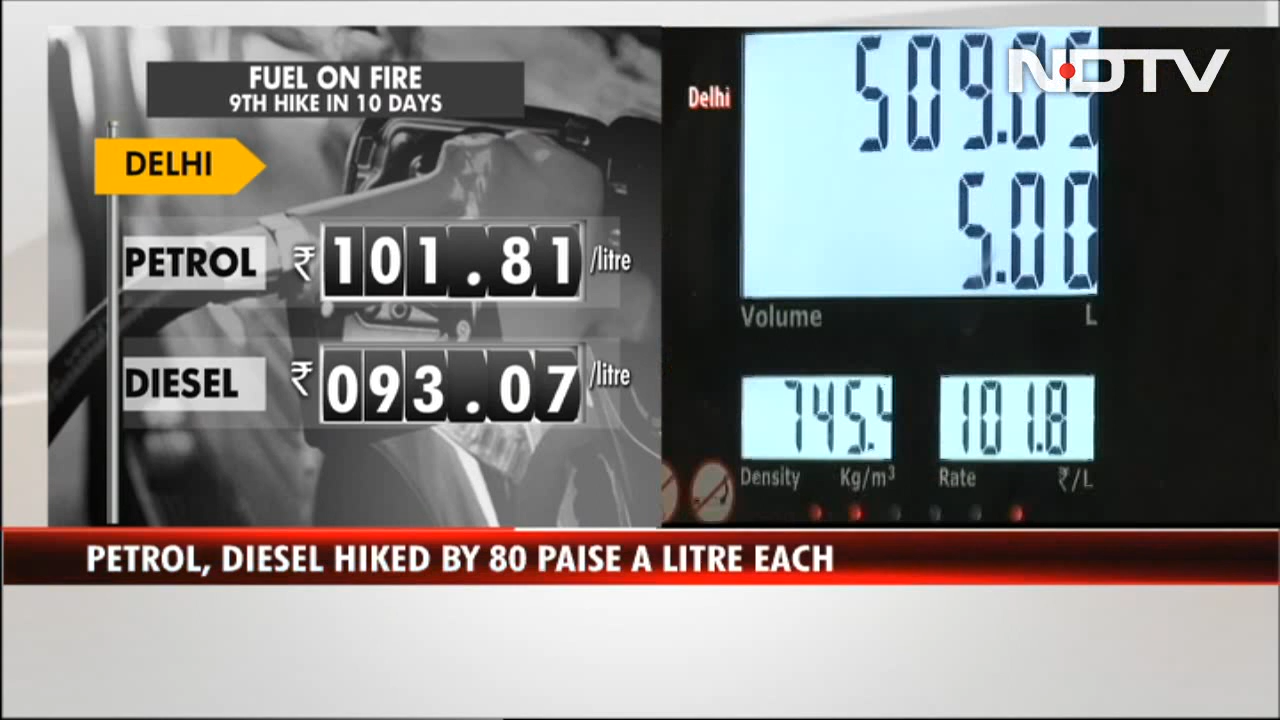 FUEL ON FIRE
9TH HIKE IN 10 DAYS
DELHI
PETROL ₹ 101.81 /litre
DIESEL ₹ 093.07 /litre
NDTV
Delhi
509.05
5.00
Volume L
745.4
101.8
Density Kg/m³
Rate ₹/L
PETROL, DIESEL HIKED BY 80 PAISE A LITRE EACH